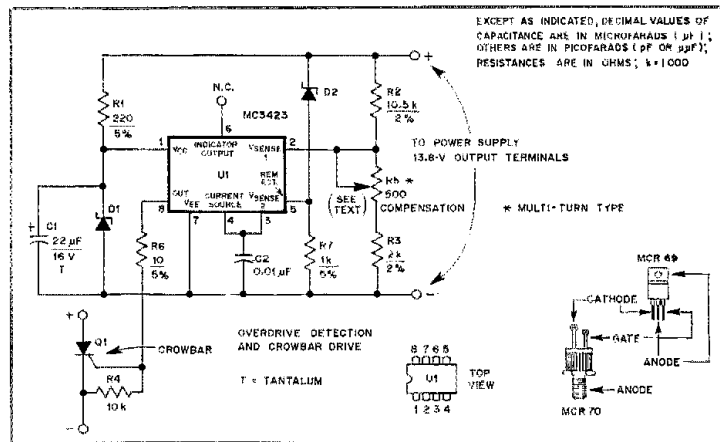 EXCEPT AS INDICATED, DECIMAL VALUES OF
CAPACITANCE ARE IN MICROFARADS (µF);
OTHERS ARE IN PICOFARADS (pF OR µµF);
RESISTANCES ARE IN OHMS; k=1000
R1
220
5%
N.C.
6
MC3423
INDICATOR
OUTPUT
1
VCC
VSENSE
1
2
U1
REM
ACT.
8
OUT
CURRENT
SOURCE
VEE
VSENSE
2
5
7
4
3
D2
+
R2
10.5k
2%
R5 *
500
(SEE
TEXT)
COMPENSATION
R3
2k
2%
TO POWER SUPPLY
13.8-V OUTPUT TERMINALS
* MULTI-TURN TYPE
+
C1
22 µF
16 V
T
D1
R6
10
5%
C2
0.01 µF
R7
1k
5%
−
+
Q1
CROWBAR
R4
10k
−
OVERDRIVE DETECTION
AND CROWBAR DRIVE
T = TANTALUM
8 7 6 5
U1
1 2 3 4
TOP
VIEW
MCR 69
CATHODE
GATE
ANODE
ANODE
MCR 70